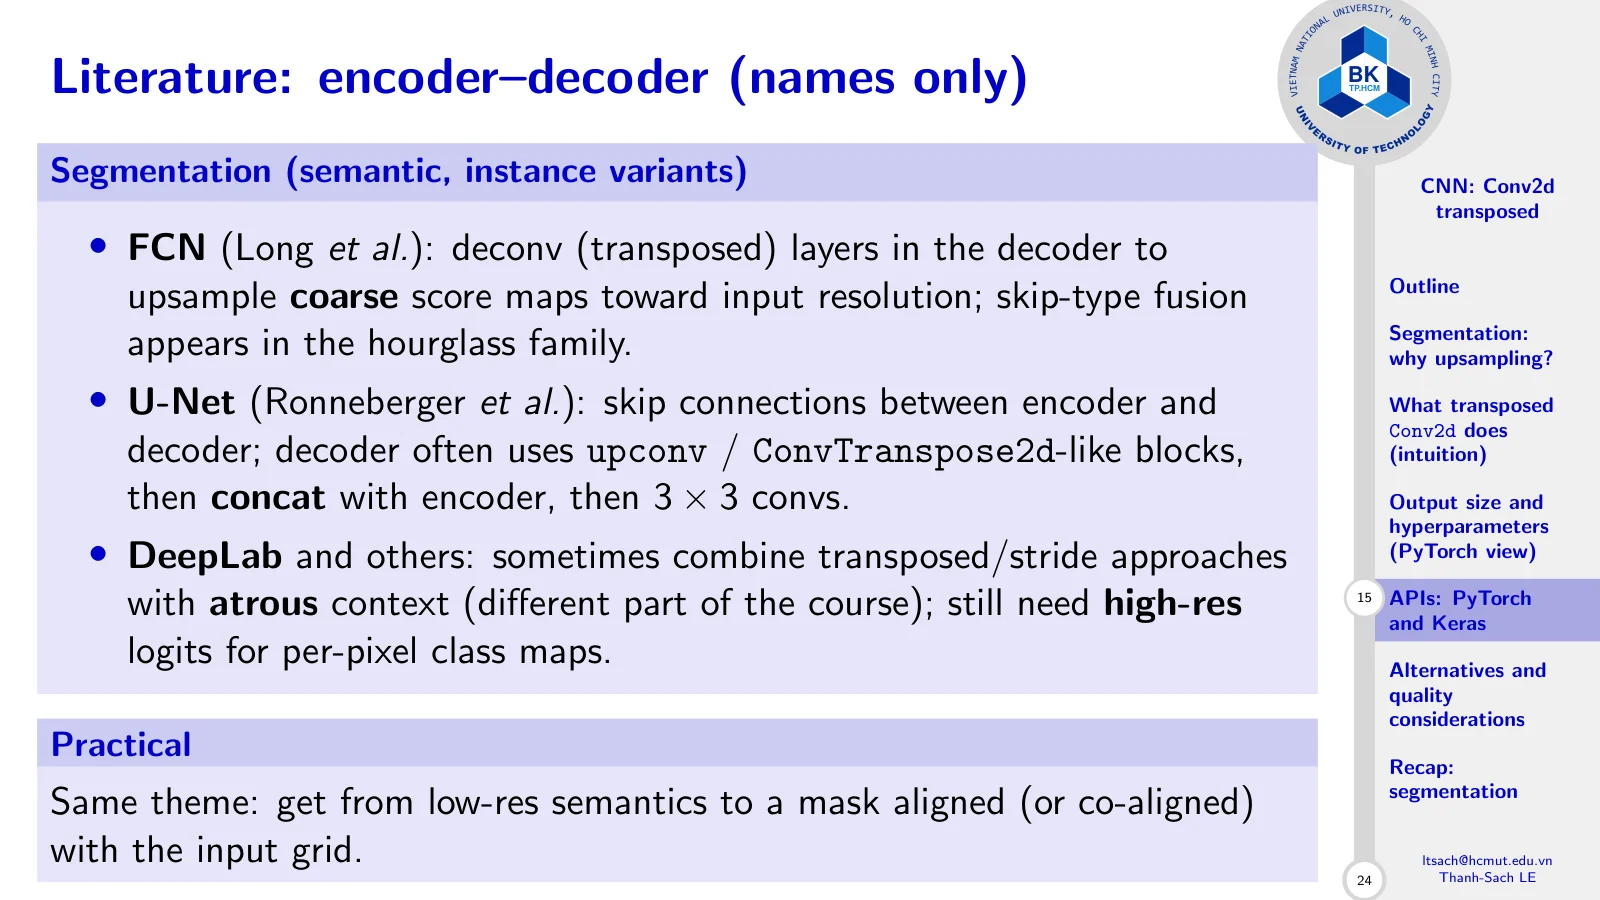 Literature: encoder–decoder (names only)
Segmentation (semantic, instance variants)
• FCN (Long et al.): deconv (transposed) layers in the decoder to
upsample coarse score maps toward input resolution; skip-type fusion
appears in the hourglass family.
• U-Net (Ronneberger et al.): skip connections between encoder and
decoder; decoder often uses upconv / ConvTranspose2d-like blocks,
then concat with encoder, then 3 × 3 convs.
• DeepLab and others: sometimes combine transposed/stride approaches
with atrous context (different part of the course); still need high-res
logits for per-pixel class maps.
Practical
Same theme: get from low-res semantics to a mask aligned (or co-aligned)
with the input grid.
VIETNAM NATIONAL UNIVERSITY, HO CHI MINH CITY
BK
TP.HCM
UNIVERSITY OF TECHNOLOGY
CNN: Conv2d
transposed
Outline
Segmentation:
why upsampling?
What transposed
Conv2d does
(intuition)
Output size and
hyperparameters
(PyTorch view)
15
APIs: PyTorch
and Keras
Alternatives and
quality
considerations
Recap:
segmentation
24
ltsach@hcmut.edu.vn
Thanh-Sach LE